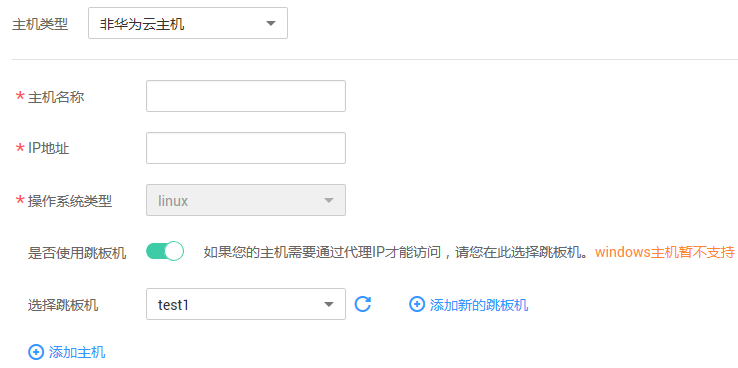 主机类型 非华为云主机
* 主机名称
* IP地址
* 操作系统类型 linux
是否使用跳板机 如果您的主机需要通过代理IP才能访问，请您在此选择跳板机。windows主机暂不支持
选择跳板机 test1 添加新的跳板机
添加主机